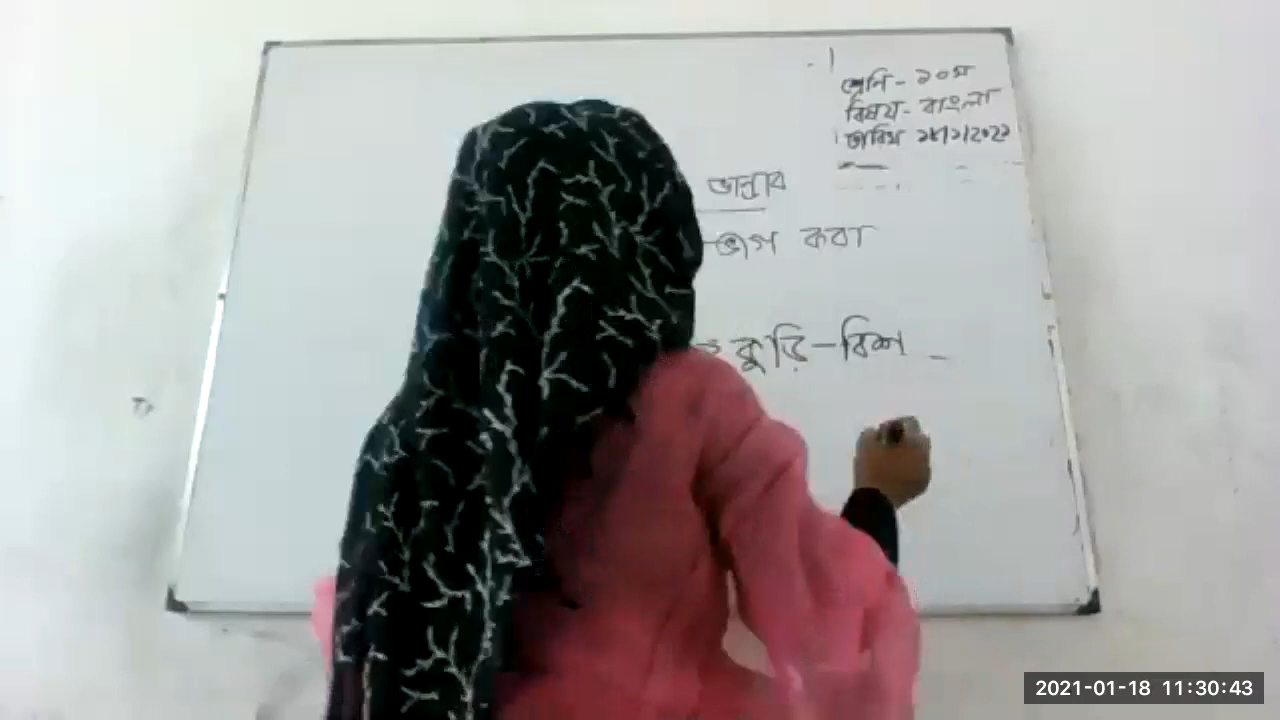 শ্রেণি - ১০ম
বিষয় - বাংলা
তারিখ ১৮/১/২০২১
ভাগ করা
কুড়ি - বিশ
2021-01-18 11:30:43